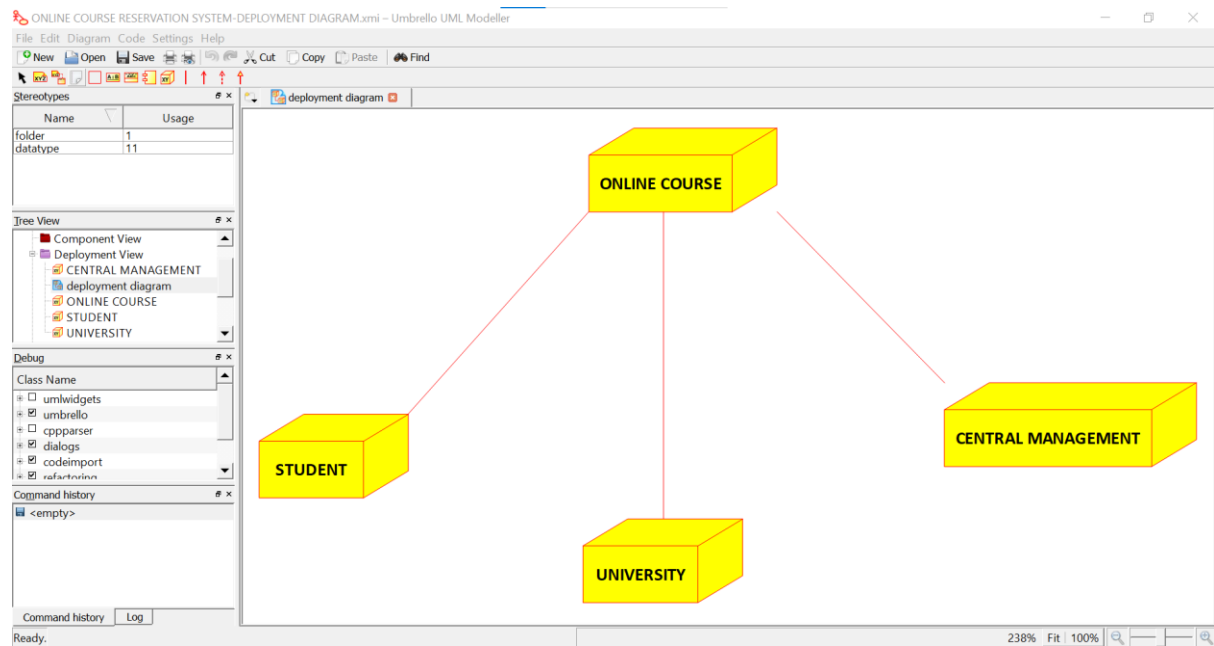 ONLINE COURSE RESERVATION SYSTEM-DEPLOYMENT DIAGRAM.xmi – Umbrello UML Modeller
File Edit Diagram Code Settings Help
New Open Save Cut Copy Paste Find
Stereotypes
deployment diagram
Name Usage
folder 1
datatype 11
Tree View
Component View
Deployment View
CENTRAL MANAGEMENT
deployment diagram
ONLINE COURSE
STUDENT
UNIVERSITY
Debug
Class Name
umlwidgets
umbrello
cppparser
dialogs
codeimport
refactoring
Command history
<empty>
Command history Log
Ready.
ONLINE COURSE
STUDENT
UNIVERSITY
CENTRAL MANAGEMENT
238% Fit 100%